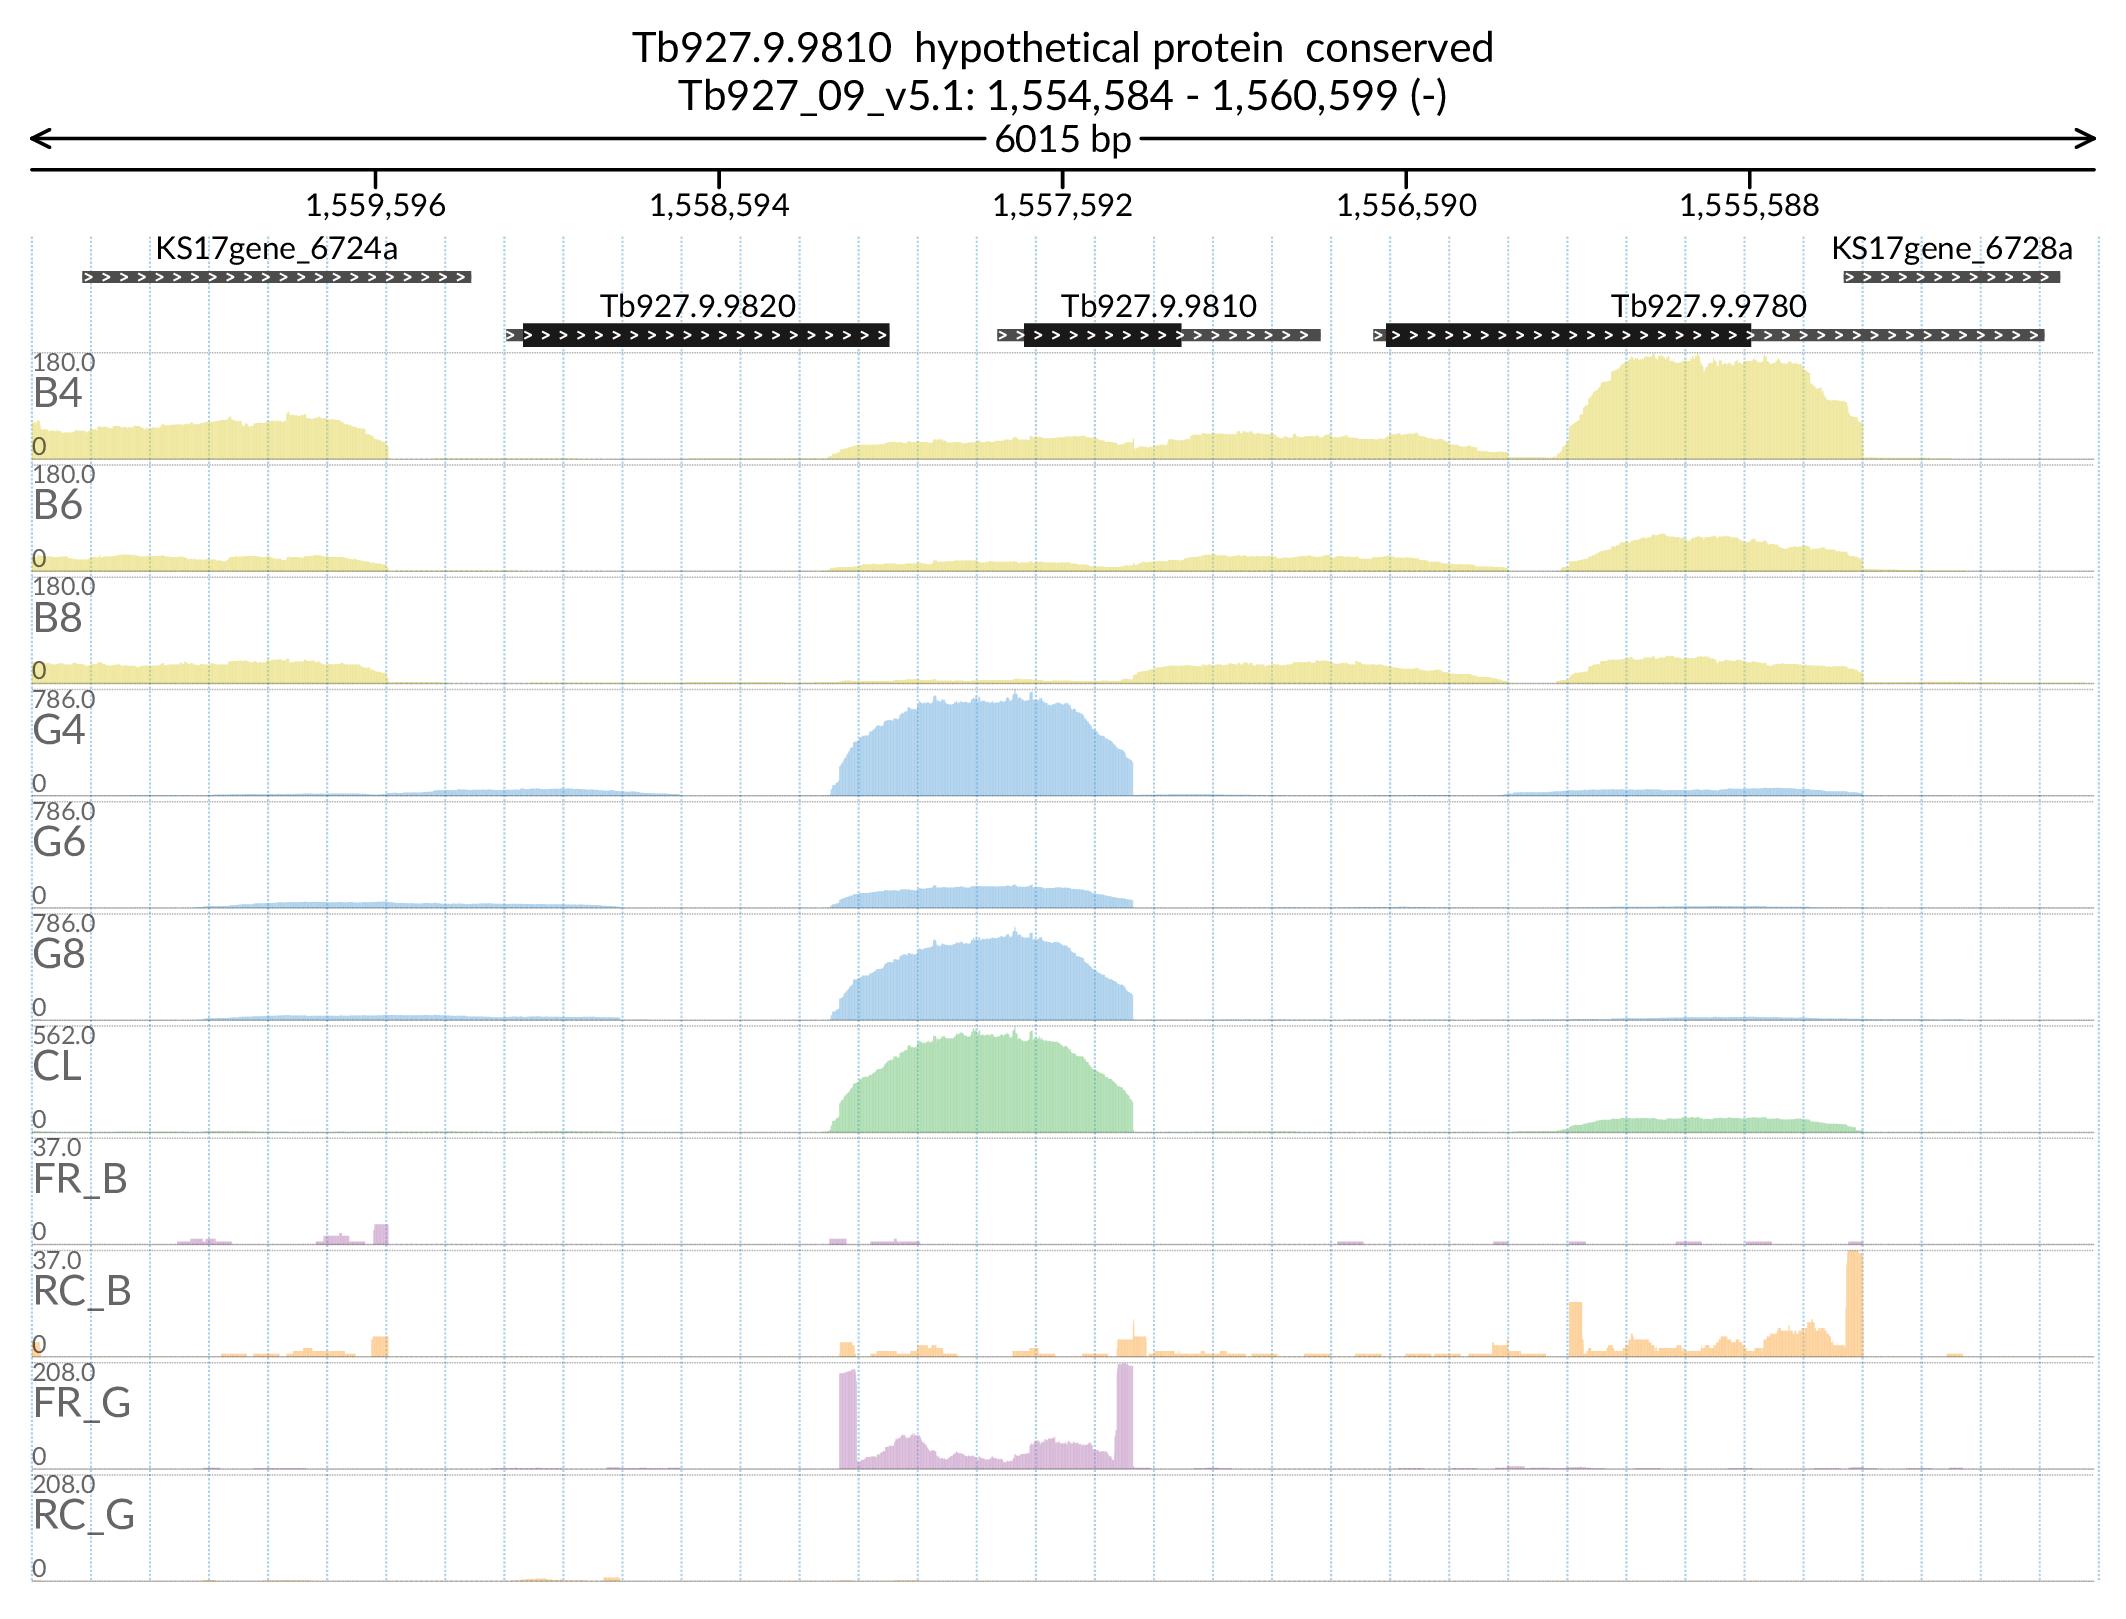 Tb927.9.9810  hypothetical protein  conserved
Tb927_09_v5.1: 1,554,584 - 1,560,599 (-)
6015 bp
1,559,596 1,558,594 1,557,592 1,556,590 1,555,588
KS17gene_6724a KS17gene_6728a
Tb927.9.9820 Tb927.9.9810 Tb927.9.9780
180.0
B4
0
180.0
B6
0
180.0
B8
0
786.0
G4
0
786.0
G6
0
786.0
G8
0
562.0
CL
0
37.0
FR_B
0
37.0
RC_B
0
208.0
FR_G
0
208.0
RC_G
0